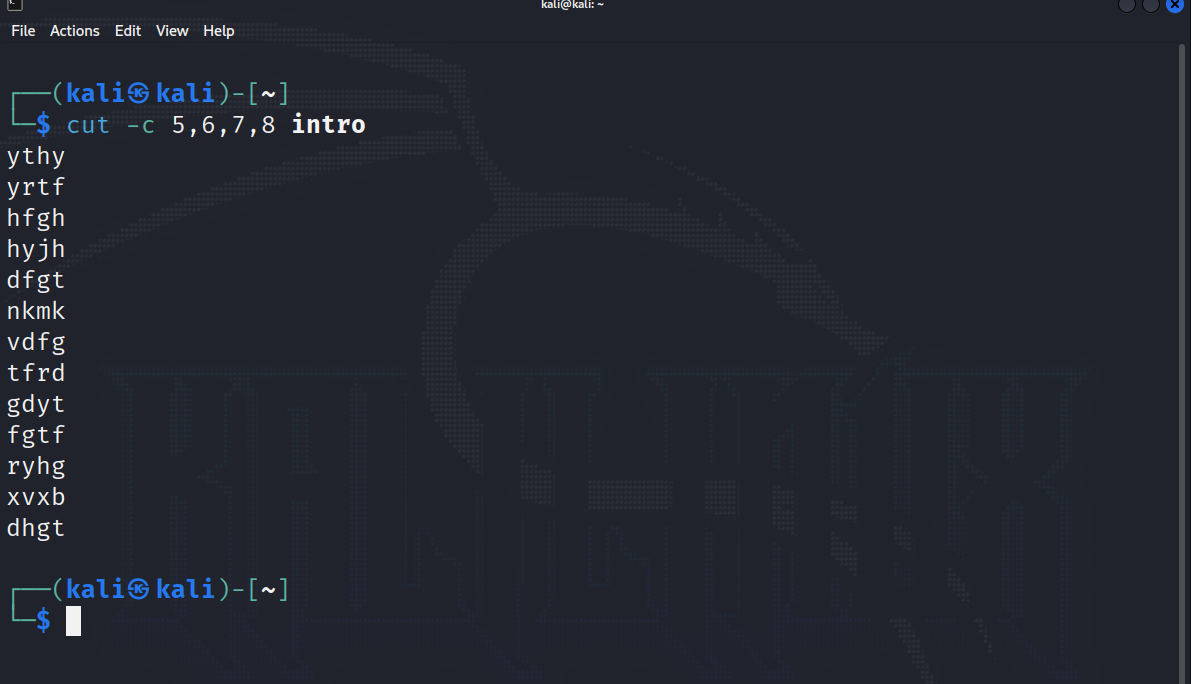 kali@kali: ~
File Actions Edit View Help
┌──(kali㉿kali)-[~]
└─$ cut -c 5,6,7,8 intro
ythy
yrtf
hfgh
hyjh
dfgt
nkmk
vdfg
tfrd
gdyt
fgtf
ryhg
xvxb
dhgt
┌──(kali㉿kali)-[~]
└─$